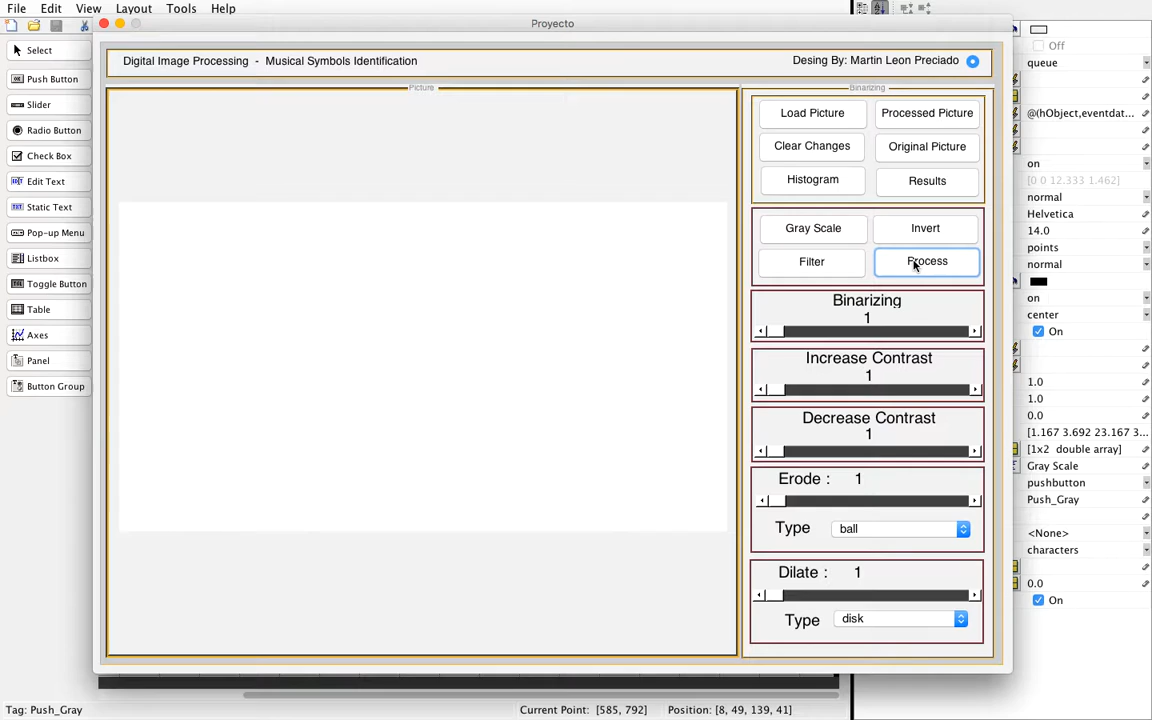 File Edit View Layout Tools Help
Proyecto
Select
Push Button
Slider
Radio Button
Check Box
Edit Text
Static Text
Pop-up Menu
Listbox
Toggle Button
Table
Axes
Panel
Button Group
Digital Image Processing - Musical Symbols Identification
Desing By: Martin Leon Preciado
Picture
Binarizing
Load Picture Processed Picture
Clear Changes Original Picture
Histogram Results
Gray Scale Invert
Filter Process
Binarizing
1
Increase Contrast
1
Decrease Contrast
1
Erode : 1
Type ball
Dilate : 1
Type disk
Off
queue
@(hObject,eventdat...
on
[0 0 12.333 1.462]
normal
Helvetica
14.0
points
normal
on
center
On
1.0
1.0
0.0
[1.167 3.692 23.167 3...
[1x2 double array]
Gray Scale
pushbutton
Push_Gray
<None>
characters
0.0
On
Tag: Push_Gray
Current Point: [585, 792]
Position: [8, 49, 139, 41]